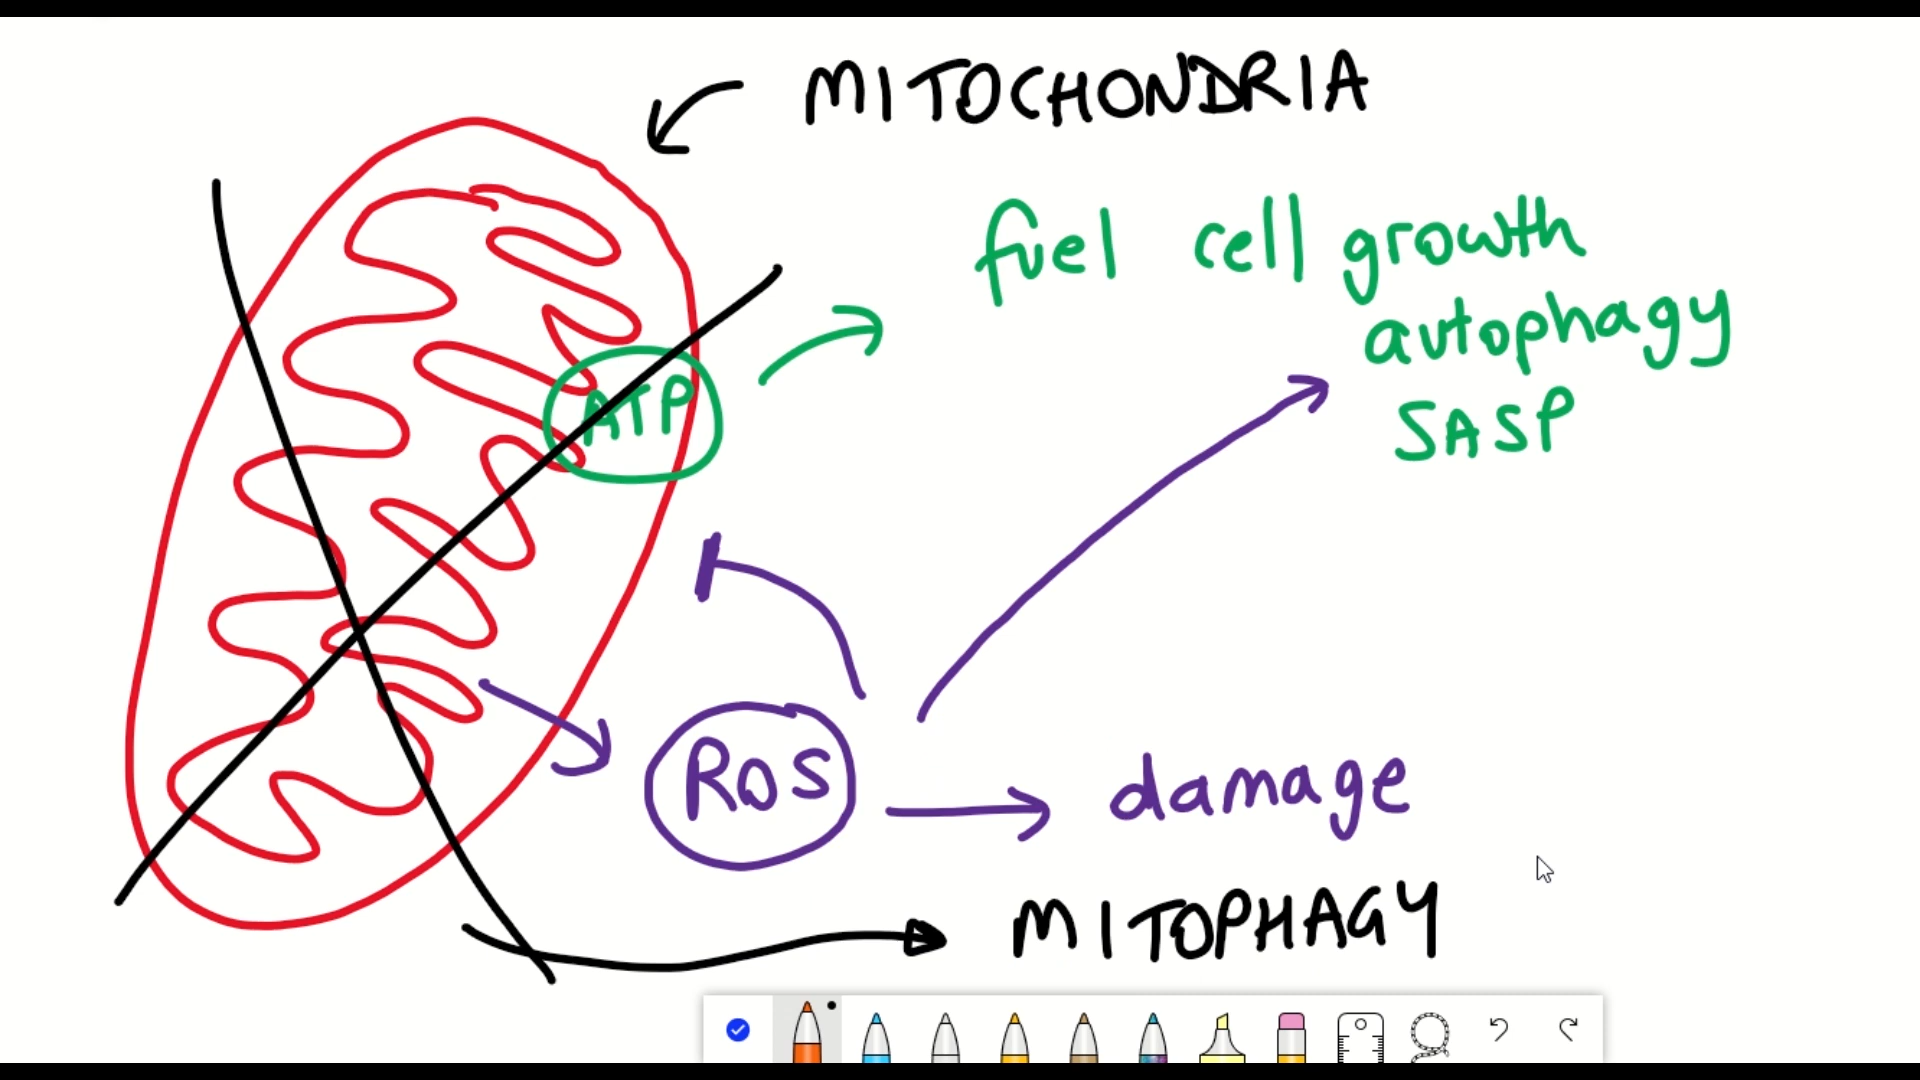 MITOCHONDRIA
fuel cell growth
autophagy
SASP
ATP
ROS
damage
MITOPHAGY